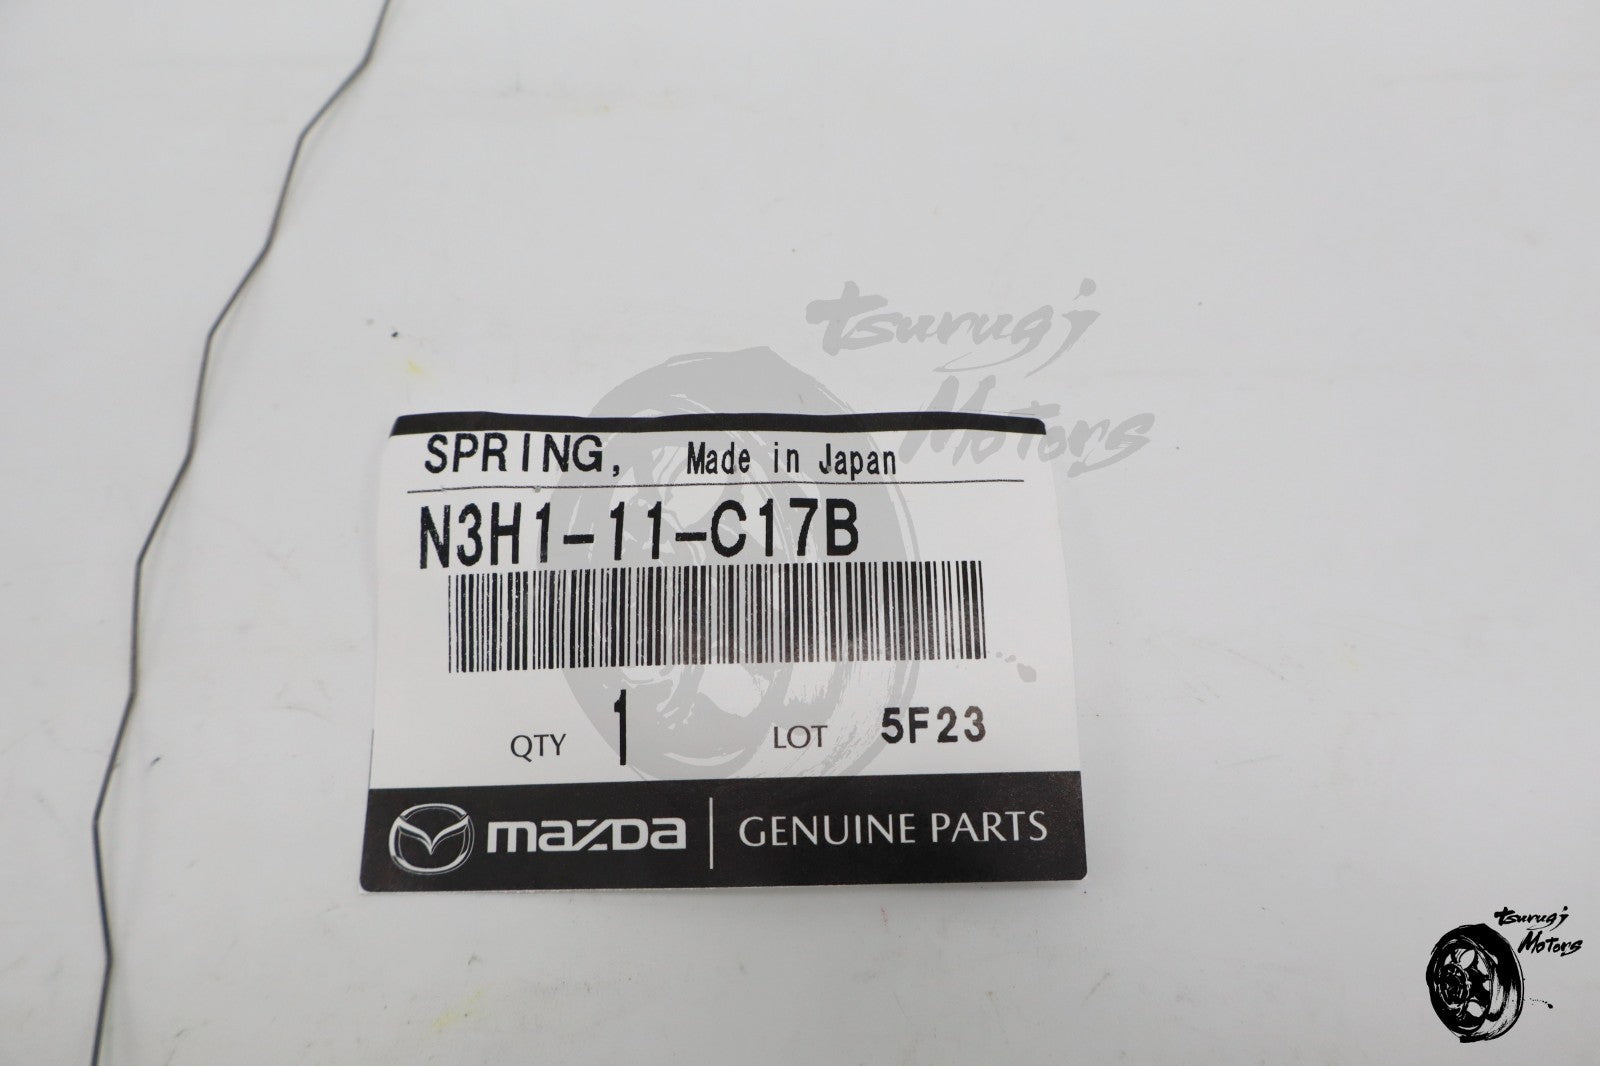 Tsurugi
Motors
SPRING, Made in Japan
N3H1-11-C17B
QTY 1 LOT 5F23
mazda GENUINE PARTS
Tsurugi
Motors